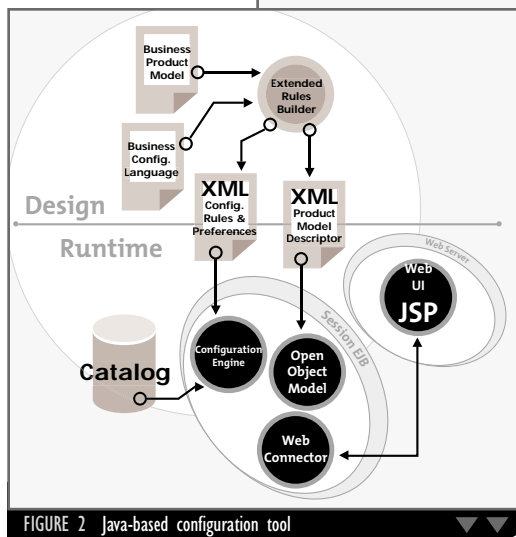 Business
Product
Model
Extended
Rules
Builder
Business
Config.
Language
XML
Config.
Rules &
Preferences
XML
Product
Model
Descriptor
Design
Runtime
Web Server
Web
UI
JSP
Session EJB
Configuration
Engine
Open
Object
Model
Catalog
Web
Connector
FIGURE 2 Java-based configuration tool